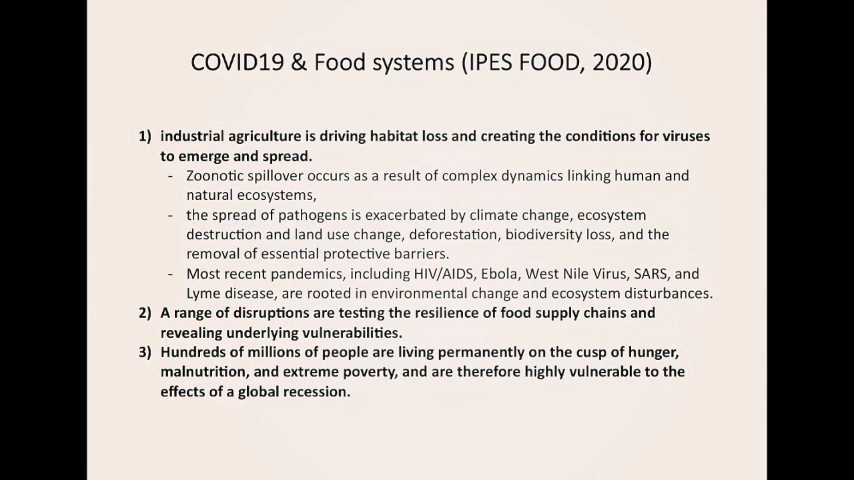 COVID19 & Food systems (IPES FOOD, 2020)
1) industrial agriculture is driving habitat loss and creating the conditions for viruses
to emerge and spread.
- Zoonotic spillover occurs as a result of complex dynamics linking human and
natural ecosystems,
- the spread of pathogens is exacerbated by climate change, ecosystem
destruction and land use change, deforestation, biodiversity loss, and the
removal of essential protective barriers.
- Most recent pandemics, including HIV/AIDS, Ebola, West Nile Virus, SARS, and
Lyme disease, are rooted in environmental change and ecosystem disturbances.
2) A range of disruptions are testing the resilience of food supply chains and
revealing underlying vulnerabilities.
3) Hundreds of millions of people are living permanently on the cusp of hunger,
malnutrition, and extreme poverty, and are therefore highly vulnerable to the
effects of a global recession.